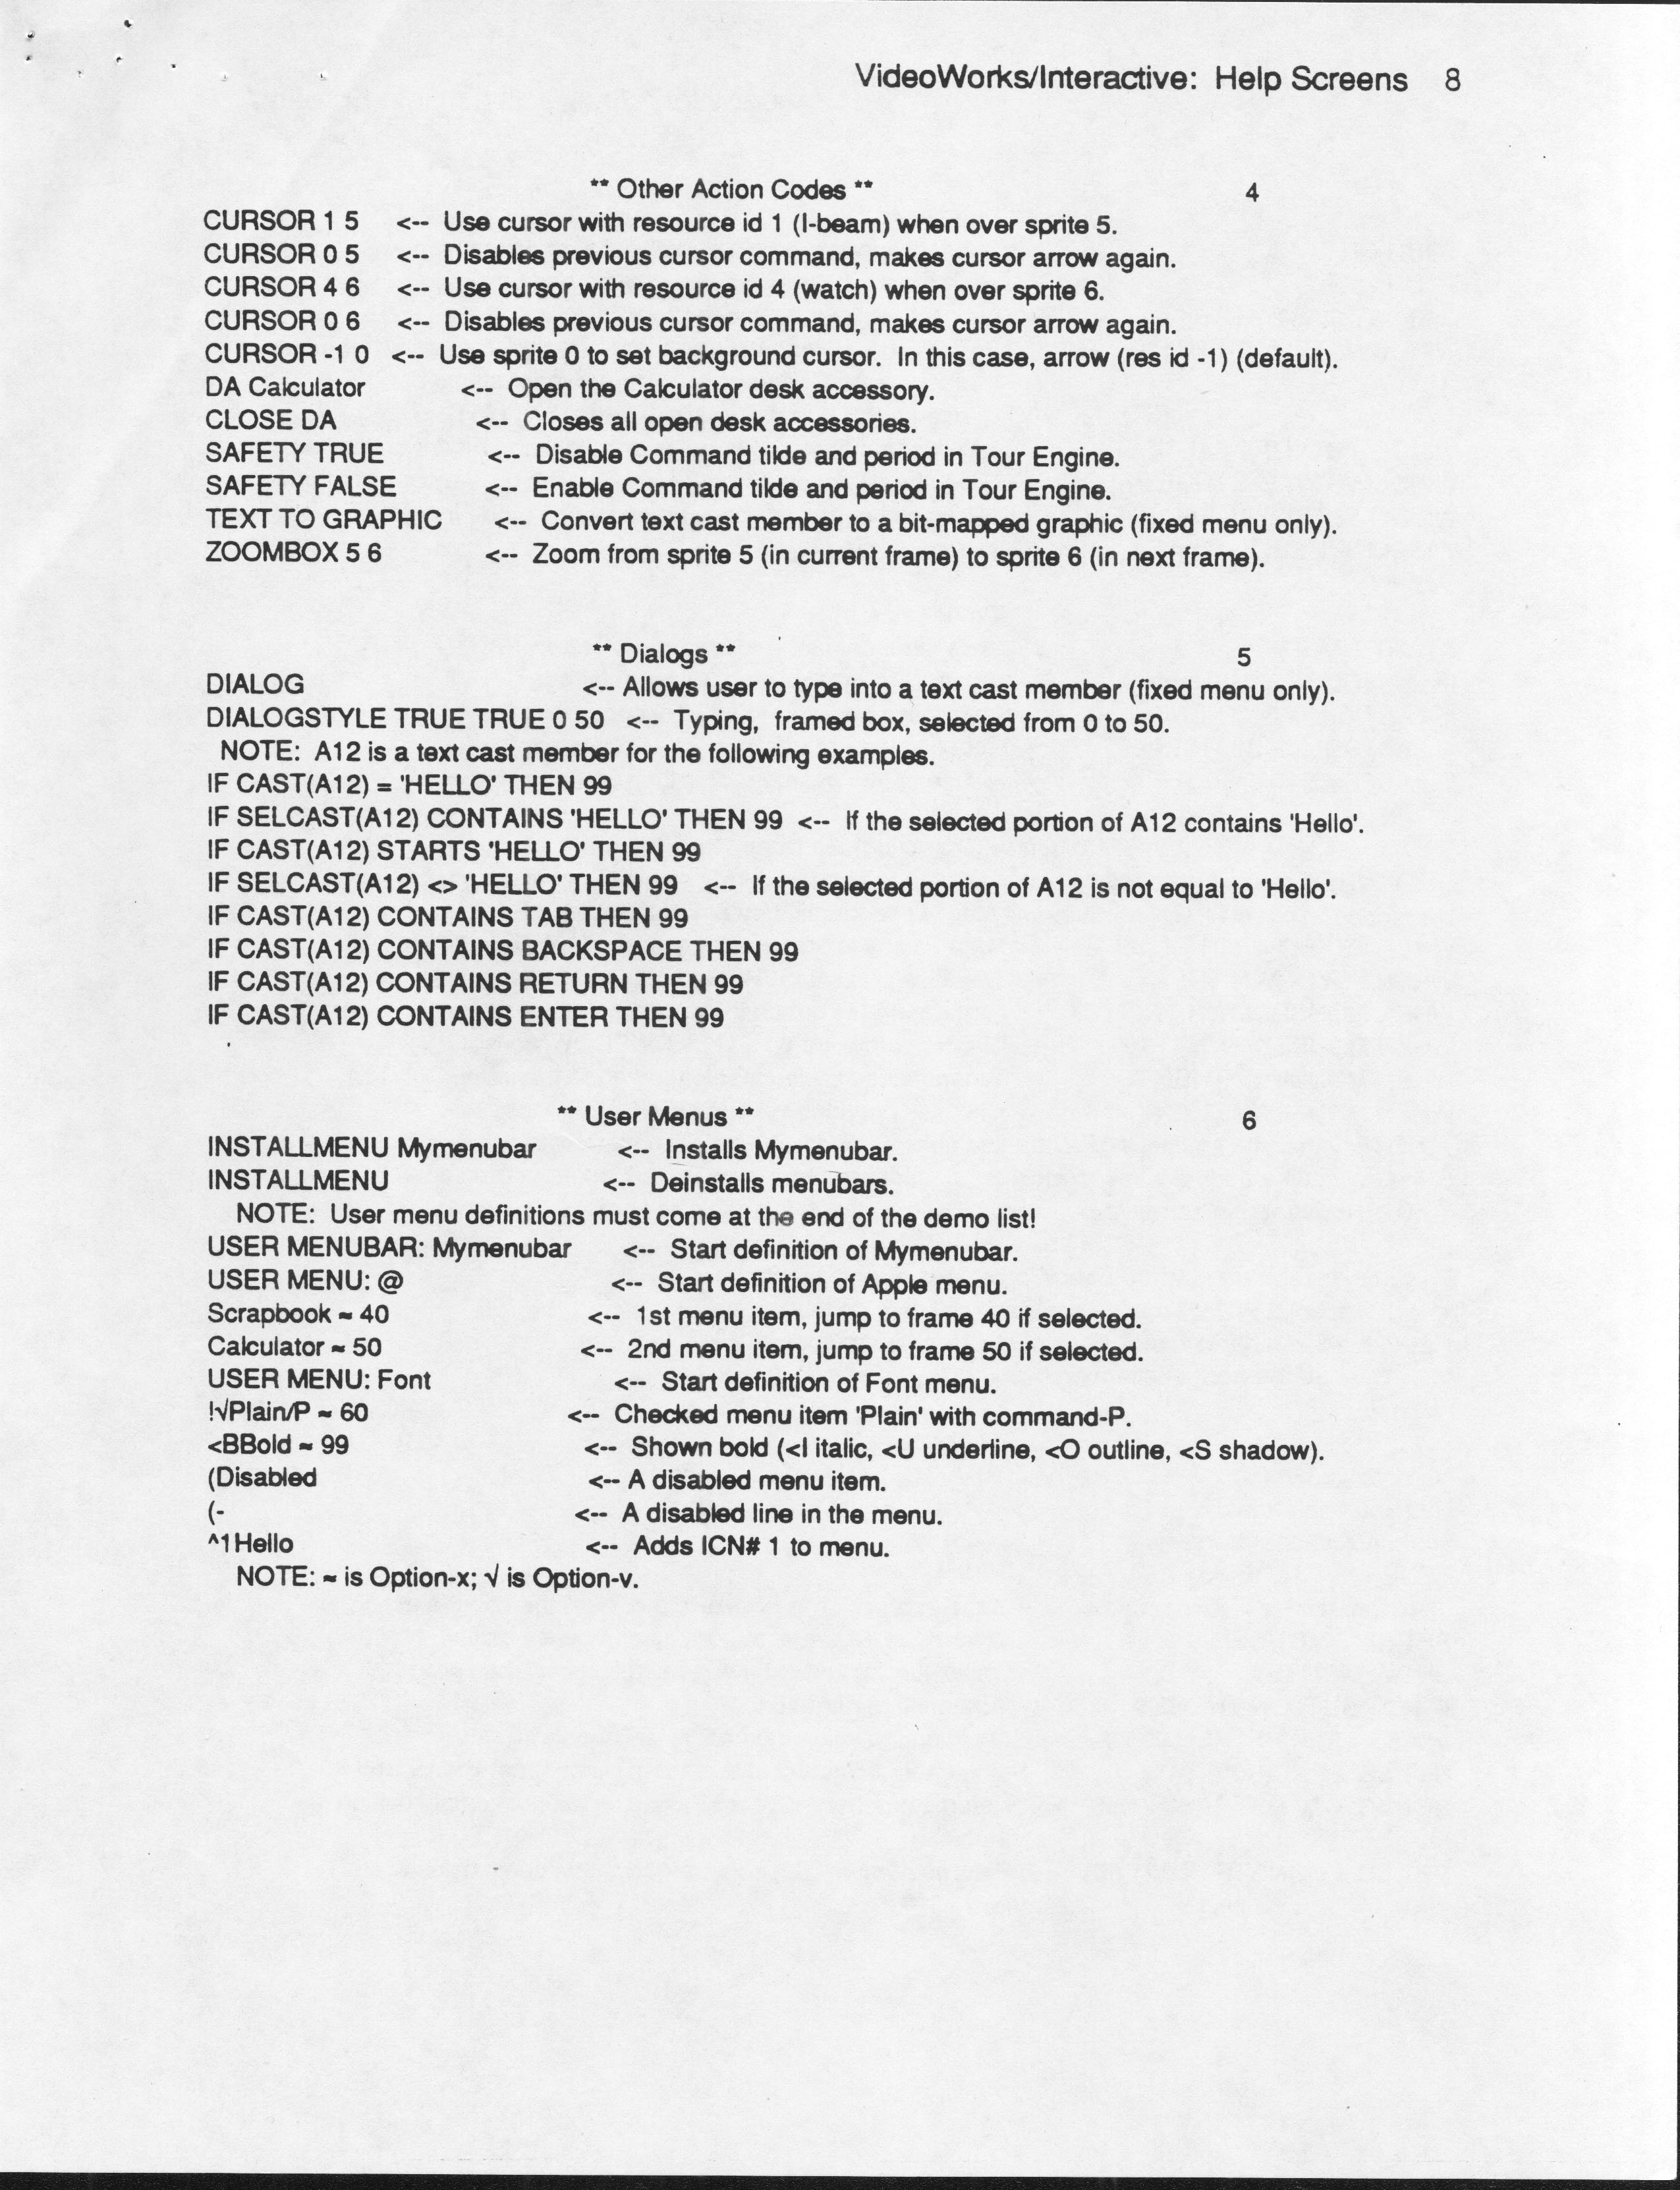 VideoWorks/Interactive: Help Screens 8
** Other Action Codes ** 4
CURSOR 1 5 <-- Use cursor with resource id 1 (I-beam) when over sprite 5.
CURSOR 0 5 <-- Disables previous cursor command, makes cursor arrow again.
CURSOR 4 6 <-- Use cursor with resource id 4 (watch) when over sprite 6.
CURSOR 0 6 <-- Disables previous cursor command, makes cursor arrow again.
CURSOR -1 0 <-- Use sprite 0 to set background cursor. In this case, arrow (res id -1) (default).
DA Calculator <-- Open the Calculator desk accessory.
CLOSE DA <-- Closes all open desk accessories.
SAFETY TRUE <-- Disable Command tilde and period in Tour Engine.
SAFETY FALSE <-- Enable Command tilde and period in Tour Engine.
TEXT TO GRAPHIC <-- Convert text cast member to a bit-mapped graphic (fixed menu only).
ZOOMBOX 5 6 <-- Zoom from sprite 5 (in current frame) to sprite 6 (in next frame).
** Dialogs ** 5
DIALOG <-- Allows user to type into a text cast member (fixed menu only).
DIALOGSTYLE TRUE TRUE 0 50 <-- Typing, framed box, selected from 0 to 50.
NOTE: A12 is a text cast member for the following examples.
IF CAST(A12) = 'HELLO' THEN 99
IF SELCAST(A12) CONTAINS 'HELLO' THEN 99 <-- If the selected portion of A12 contains 'Hello'.
IF CAST(A12) STARTS 'HELLO' THEN 99
IF SELCAST(A12) <> 'HELLO' THEN 99 <-- If the selected portion of A12 is not equal to 'Hello'.
IF CAST(A12) CONTAINS TAB THEN 99
IF CAST(A12) CONTAINS BACKSPACE THEN 99
IF CAST(A12) CONTAINS RETURN THEN 99
IF CAST(A12) CONTAINS ENTER THEN 99
** User Menus ** 6
INSTALLMENU Mymenubar <-- Installs Mymenubar.
INSTALLMENU <-- Deinstalls menubars.
NOTE: User menu definitions must come at the end of the demo list!
USER MENUBAR: Mymenubar <-- Start definition of Mymenubar.
USER MENU: @ <-- Start definition of Apple menu.
Scrapbook ≈ 40 <-- 1st menu item, jump to frame 40 if selected.
Calculator ≈ 50 <-- 2nd menu item, jump to frame 50 if selected.
USER MENU: Font <-- Start definition of Font menu.
!√Plain/P ≈ 60 <-- Checked menu item 'Plain' with command-P.
<BBold ≈ 99 <-- Shown bold (<I italic, <U underline, <O outline, <S shadow).
(Disabled <-- A disabled menu item.
(- <-- A disabled line in the menu.
^1Hello <-- Adds ICN# 1 to menu.
NOTE: ≈ is Option-x; √ is Option-v.